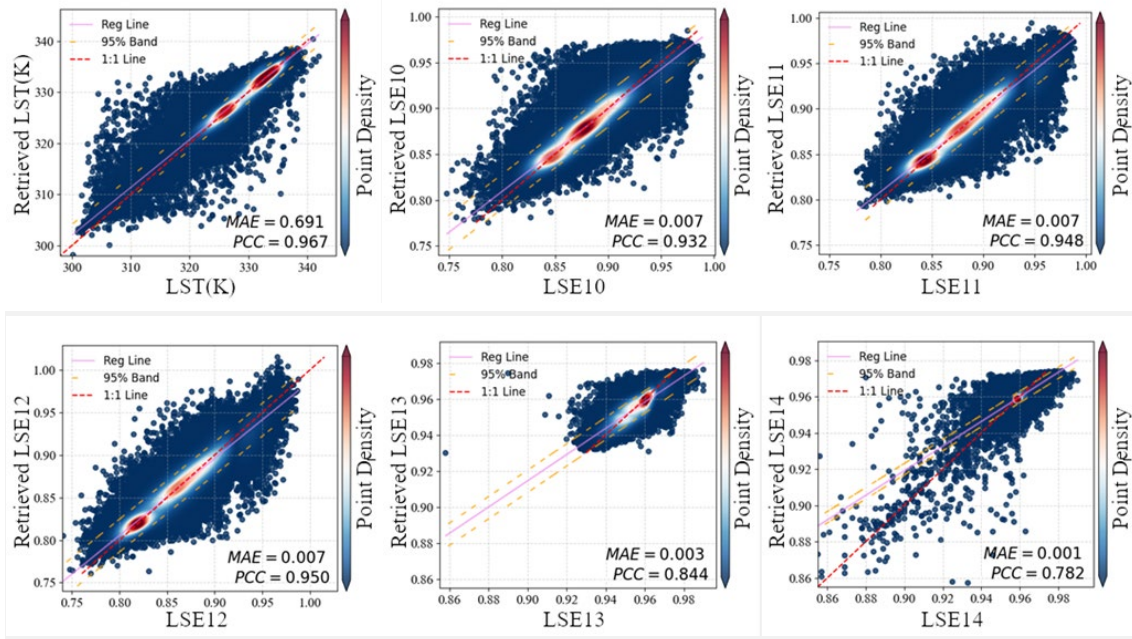 Reg Line
95% Band
1:1 Line
Retrieved LST(K)
340
330
320
310
300
300
310
320
330
340
MAE = 0.691
PCC = 0.967
LST(K)
Point Density
Reg Line
95% Band
1:1 Line
Retrieved LSE10
1.00
0.95
0.90
0.85
0.80
0.75
0.75
0.80
0.85
0.90
0.95
1.00
MAE = 0.007
PCC = 0.932
LSE10
Point Density
Reg Line
95% Band
1:1 Line
Retrieved LSE11
1.00
0.95
0.90
0.85
0.80
0.75
0.75
0.80
0.85
0.90
0.95
1.00
MAE = 0.007
PCC = 0.948
LSE11
Point Density
Reg Line
95% Band
1:1 Line
Retrieved LSE12
1.00
0.95
0.90
0.85
0.80
0.75
0.75
0.80
0.85
0.90
0.95
1.00
MAE = 0.007
PCC = 0.950
LSE12
Point Density
Reg Line
95% Band
1:1 Line
Retrieved LSE13
0.98
0.96
0.94
0.92
0.90
0.88
0.86
0.86
0.88
0.90
0.92
0.93
0.94
0.96
0.98
MAE = 0.003
PCC = 0.844
LSE13
Point Density
Reg Line
95% Band
1:1 Line
Retrieved LSE14
0.98
0.96
0.94
0.92
0.90
0.88
0.86
0.86
0.88
0.90
0.92
0.94
0.96
0.98
MAE = 0.001
PCC = 0.782
LSE14
Point Density